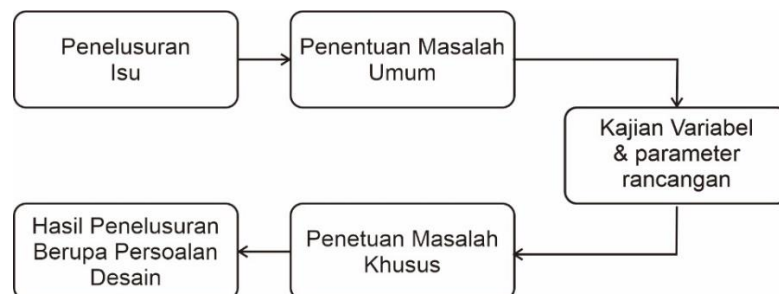 Penelusuran
Isu
Penentuan Masalah
Umum
Kajian Variabel
& parameter
rancangan
Penetuan Masalah
Khusus
Hasil Penelusuran
Berupa Persoalan
Desain